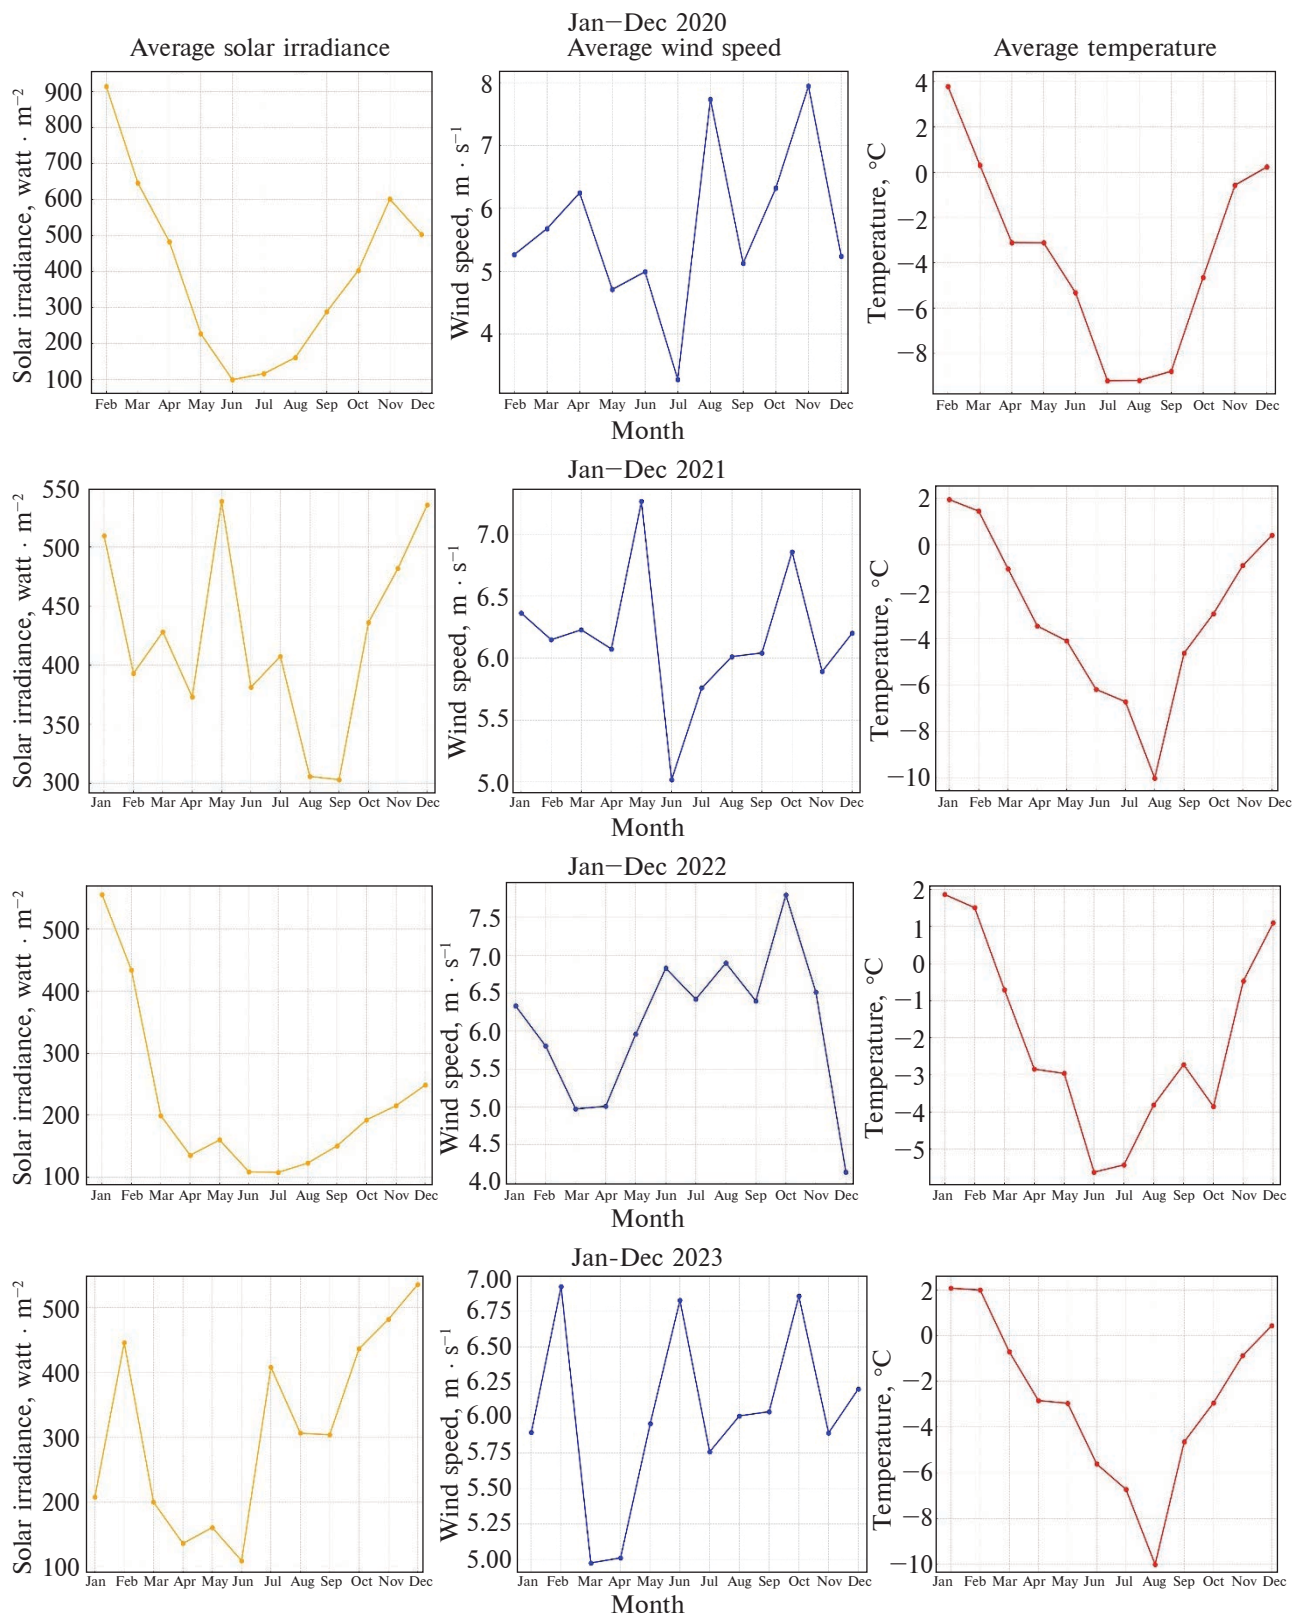 Jan−Dec 2020
Average solar irradiance Average wind speed Average temperature
Solar irradiance, watt · m−2
900
800
700
600
500
400
300
200
100
Feb Mar Apr May Jun Jul Aug Sep Oct Nov Dec
Wind speed, m · s−1
8
7
6
5
4
Feb Mar Apr May Jun Jul Aug Sep Oct Nov Dec
Temperature, °C
4
2
0
−2
−4
−6
−8
Feb Mar Apr May Jun Jul Aug Sep Oct Nov Dec
Month
Jan−Dec 2021
Solar irradiance, watt · m−2
550
500
450
400
350
300
Jan Feb Mar Apr May Jun Jul Aug Sep Oct Nov Dec
Wind speed, m · s−1
7.0
6.5
6.0
5.5
5.0
Jan Feb Mar Apr May Jun Jul Aug Sep Oct Nov Dec
Temperature, °C
2
0
−2
−4
−6
−8
−10
Jan Feb Mar Apr May Jun Jul Aug Sep Oct Nov Dec
Month
Jan−Dec 2022
Solar irradiance, watt · m−2
500
400
300
200
100
Jan Feb Mar Apr May Jun Jul Aug Sep Oct Nov Dec
Wind speed, m · s−1
7.5
7.0
6.5
6.0
5.5
5.0
4.5
4.0
Jan Feb Mar Apr May Jun Jul Aug Sep Oct Nov Dec
Temperature, °C
2
1
0
−1
−2
−3
−4
−5
Jan Feb Mar Apr May Jun Jul Aug Sep Oct Nov Dec
Month
Jan-Dec 2023
Solar irradiance, watt · m−2
500
400
300
200
100
Jan Feb Mar Apr May Jun Jul Aug Sep Oct Nov Dec
Wind speed, m · s−1
7.00
6.75
6.50
6.25
6.00
5.75
5.50
5.25
5.00
Jan Feb Mar Apr May Jun Jul Aug Sep Oct Nov Dec
Temperature, °C
2
0
−2
−4
−6
−8
−10
Jan Feb Mar Apr May Jun Jul Aug Sep Oct Nov Dec
Month